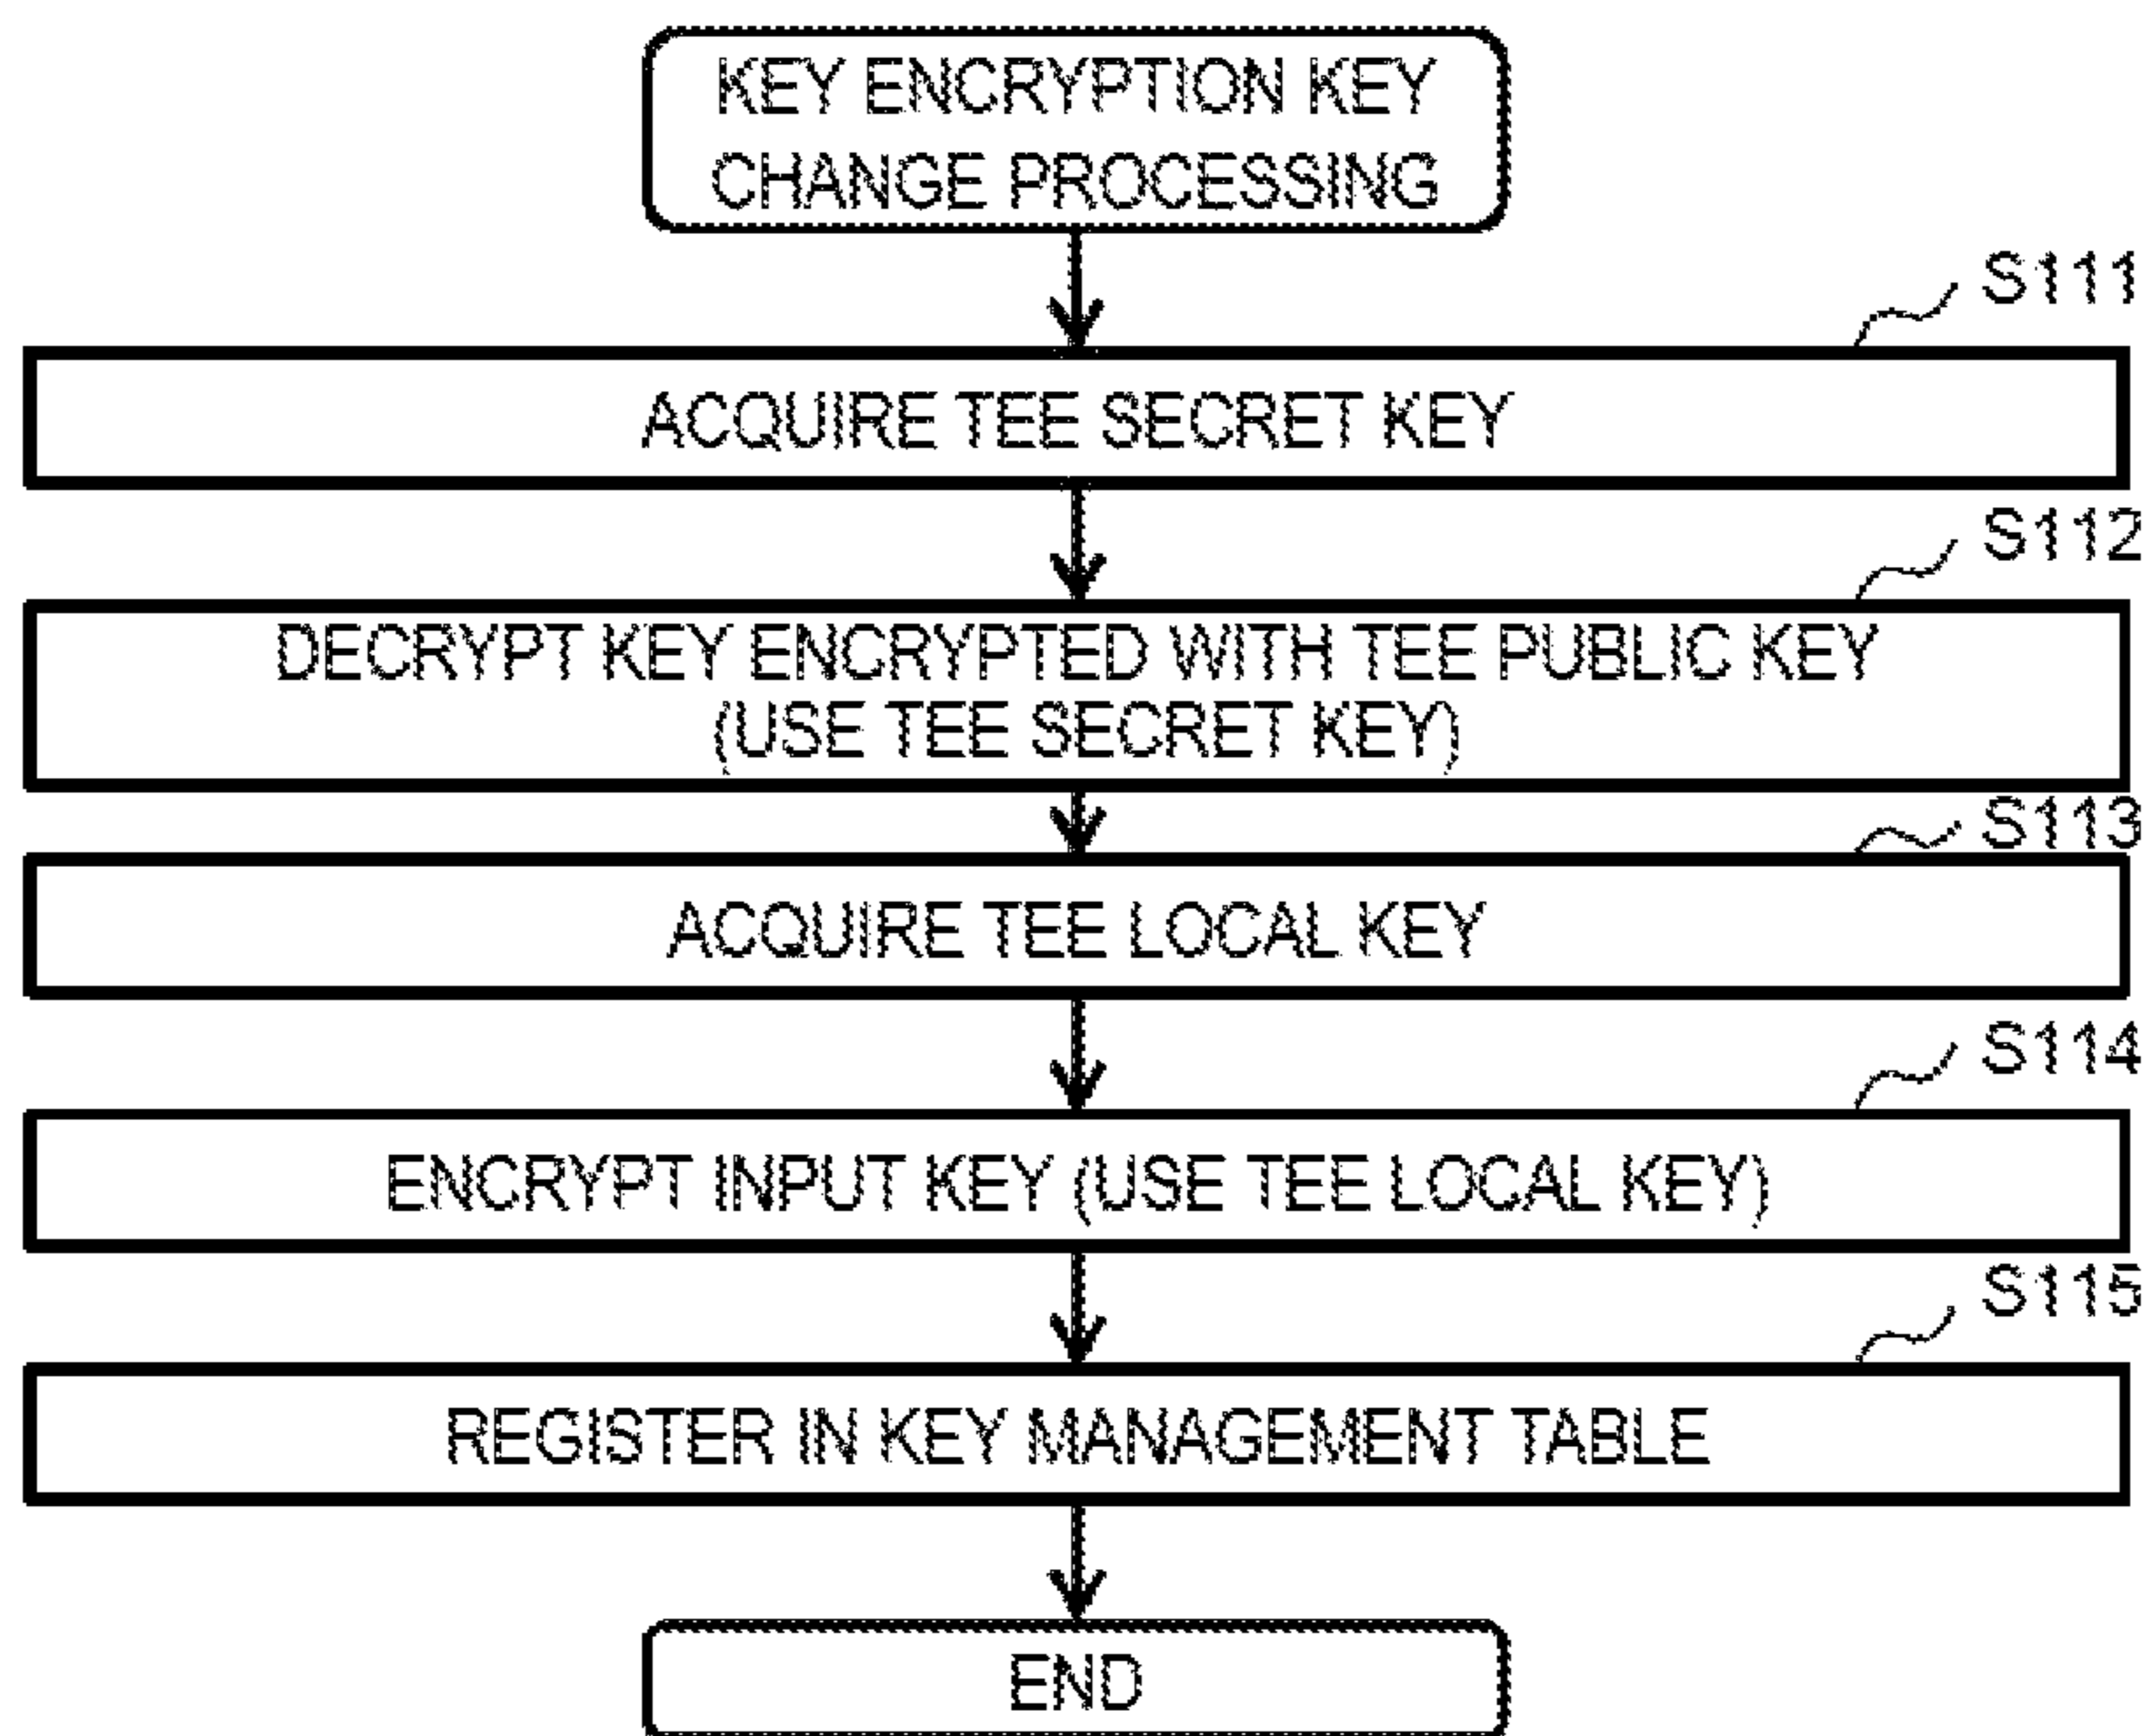 KEY ENCRYPTION KEY
CHANGE PROCESSING
S111
ACQUIRE TEE SECRET KEY
S112
DECRYPT KEY ENCRYPTED WITH TEE PUBLIC KEY
(USE TEE SECRET KEY)
S113
ACQUIRE TEE LOCAL KEY
S114
ENCRYPT INPUT KEY (USE TEE LOCAL KEY)
S115
REGISTER IN KEY MANAGEMENT TABLE
END